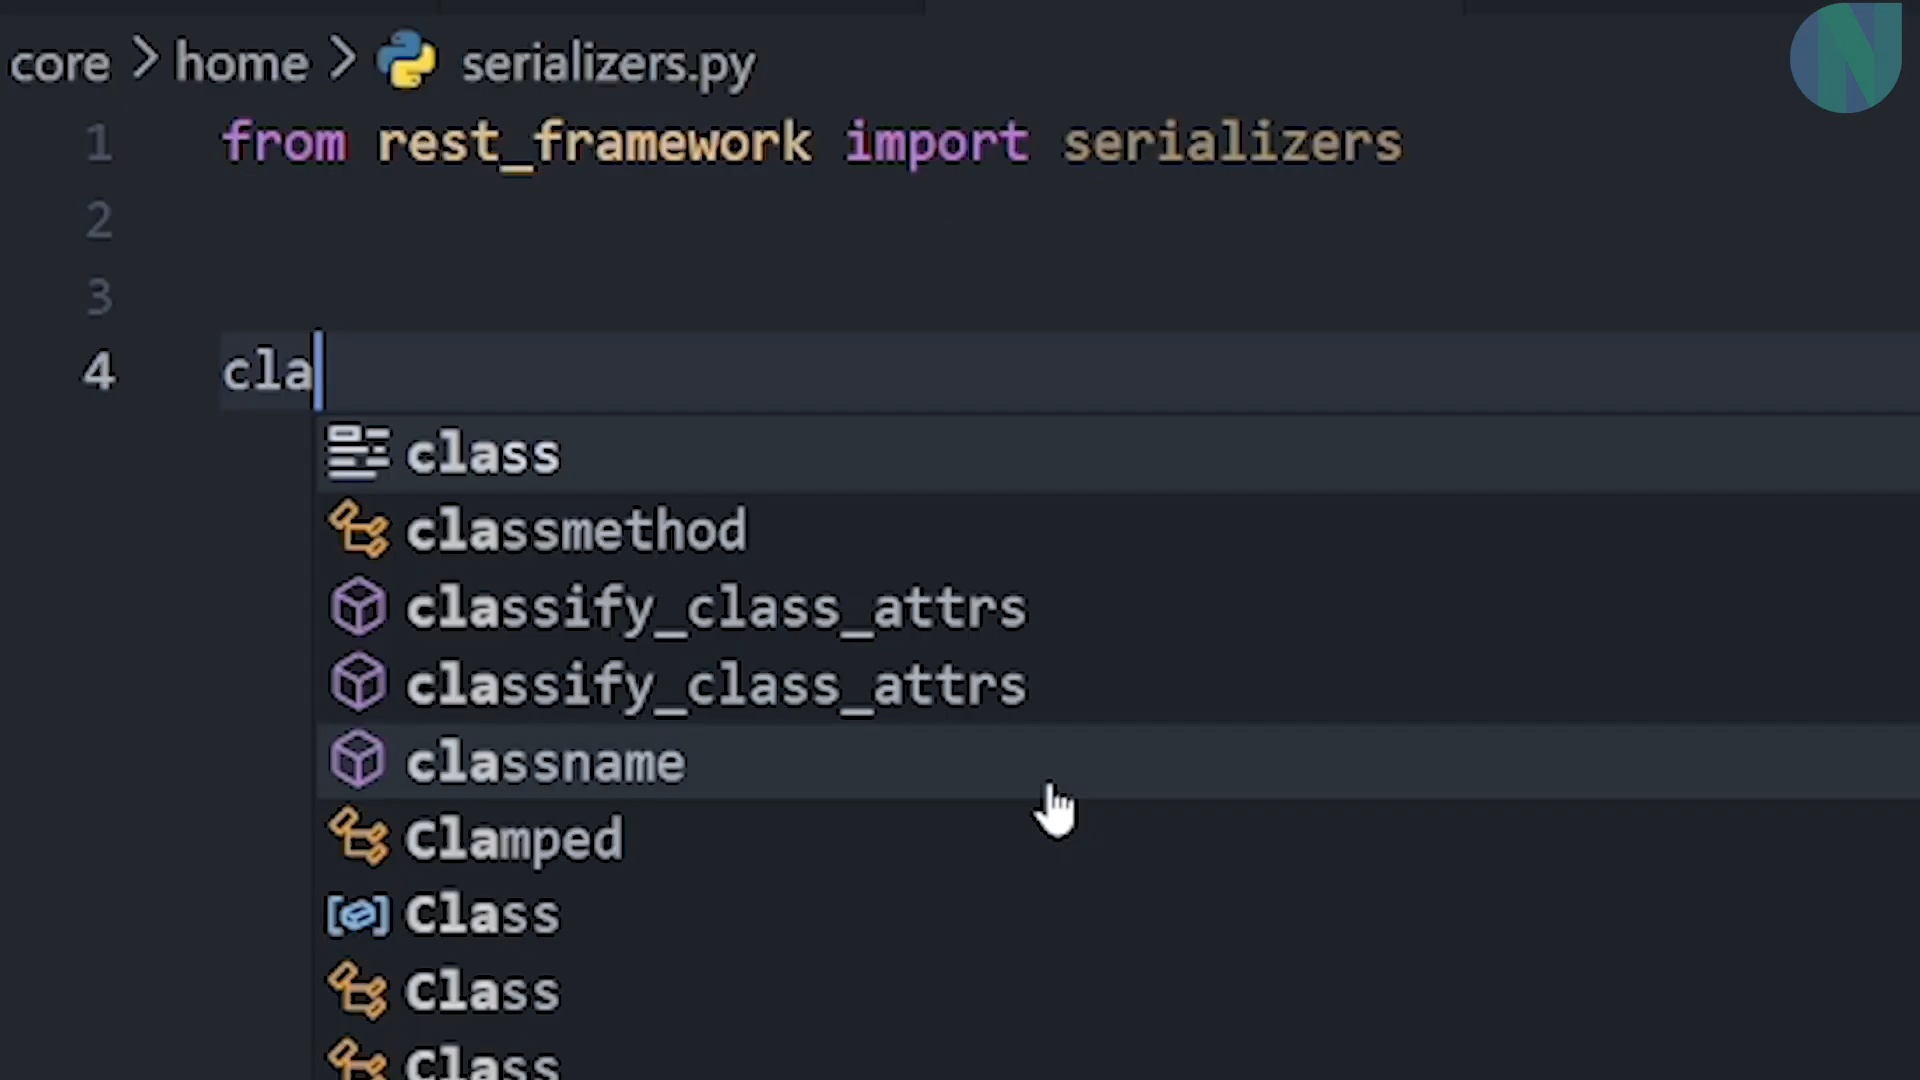 core > home > serializers.py
1 from rest_framework import serializers
2
3
4 cla
class
classmethod
classify_class_attrs
classify_class_attrs
classname
Clamped
Class
Class
Class
N